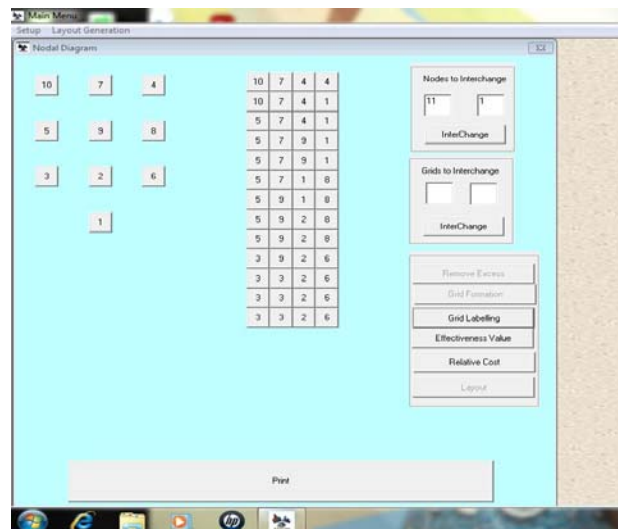 Main Menu
Setup Layout Generation
Nodal Diagram
10 7 4
5 9 8
3 2 6
1
10 7 4 4
10 7 4 1
5 7 4 1
5 7 9 1
5 7 9 1
5 7 1 8
5 9 1 8
5 9 2 8
5 9 2 8
3 9 2 6
3 3 2 6
3 3 2 6
3 3 2 6
Nodes to Interchange
11 1
InterChange
Grids to Interchange
InterChange
Remove Excess
Grid Formation
Grid Labelling
Effectiveness Value
Relative Cost
Layout
Print
hp